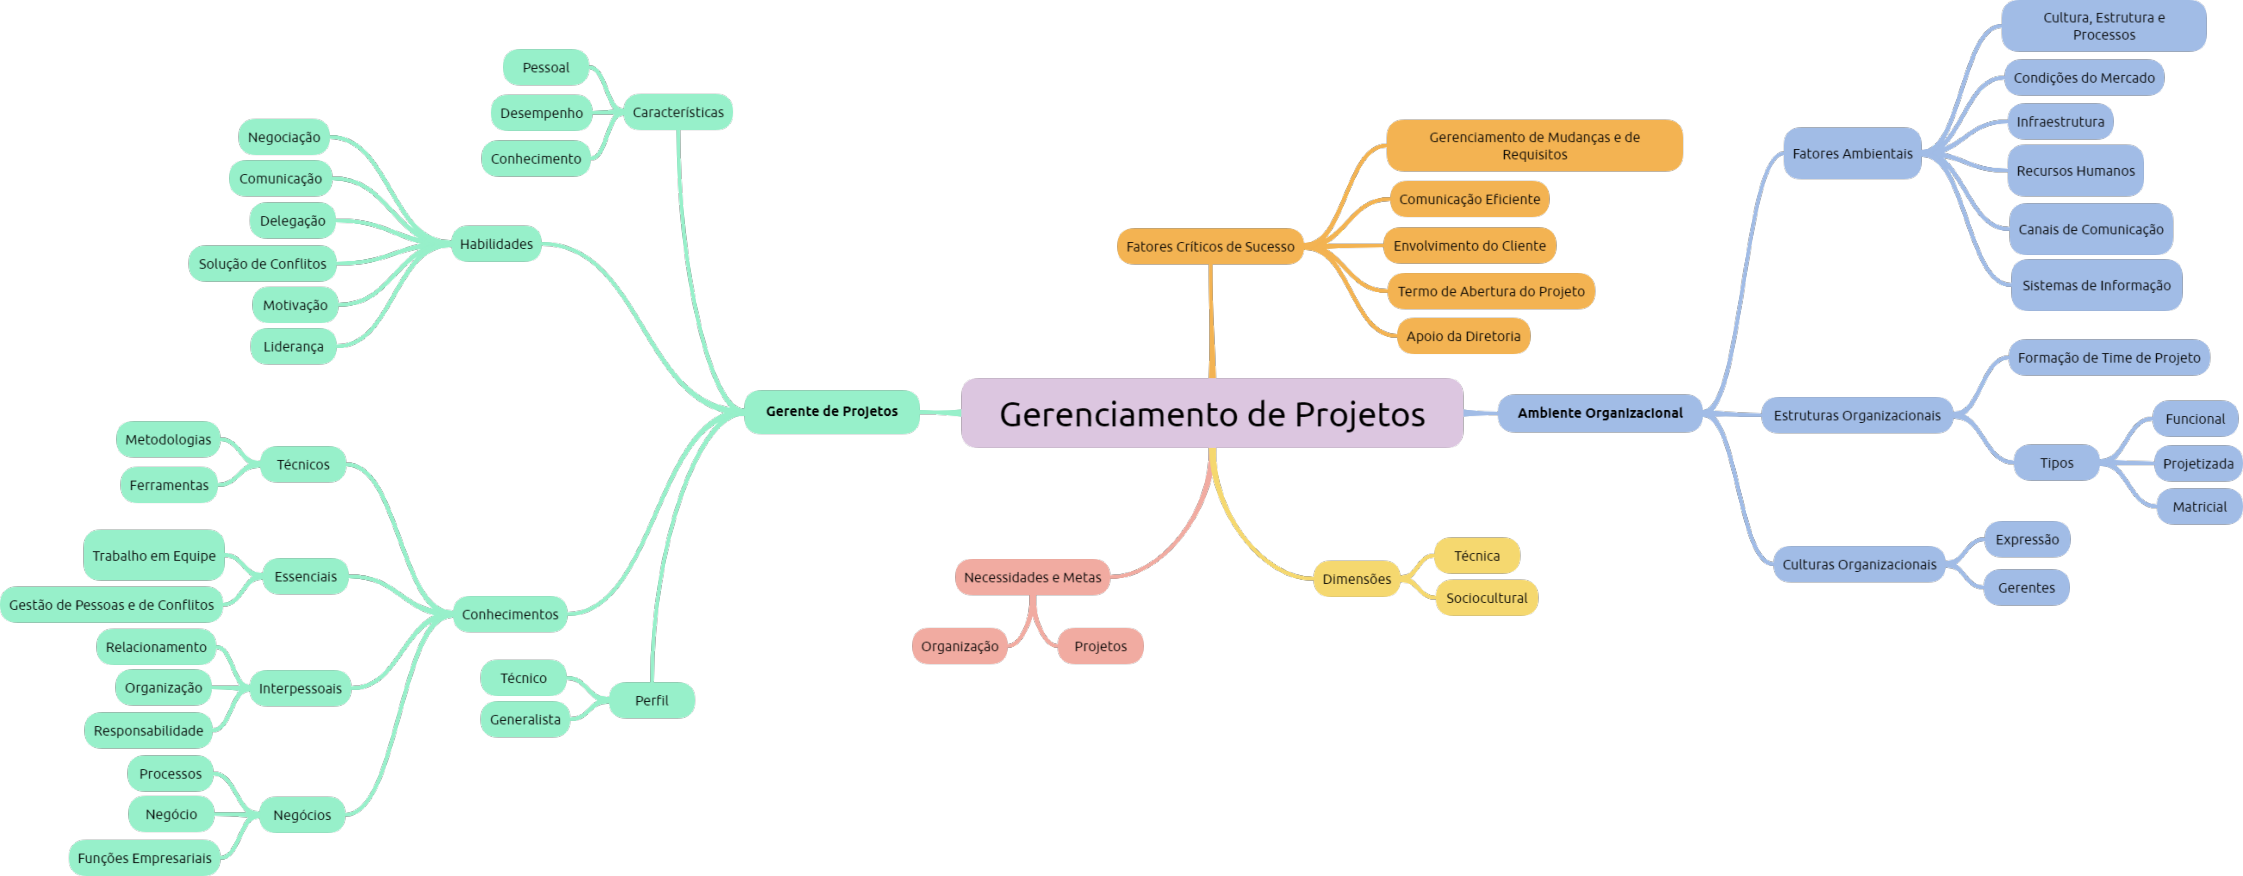 Gerenciamento de Projetos
Gerente de Projetos
Características
Pessoal
Desempenho
Conhecimento
Habilidades
Negociação
Comunicação
Delegação
Solução de Conflitos
Motivação
Liderança
Conhecimentos
Técnicos
Metodologias
Ferramentas
Essenciais
Trabalho em Equipe
Gestão de Pessoas e de Conflitos
Interpessoais
Relacionamento
Organização
Responsabilidade
Negócios
Processos
Negócio
Funções Empresariais
Perfil
Técnico
Generalista
Fatores Críticos de Sucesso
Gerenciamento de Mudanças e de
Requisitos
Comunicação Eficiente
Envolvimento do Cliente
Termo de Abertura do Projeto
Apoio da Diretoria
Necessidades e Metas
Organização
Projetos
Dimensões
Técnica
Sociocultural
Ambiente Organizacional
Fatores Ambientais
Cultura, Estrutura e
Processos
Condições do Mercado
Infraestrutura
Recursos Humanos
Canais de Comunicação
Sistemas de Informação
Estruturas Organizacionais
Formação de Time de Projeto
Tipos
Funcional
Projetizada
Matricial
Culturas Organizacionais
Expressão
Gerentes